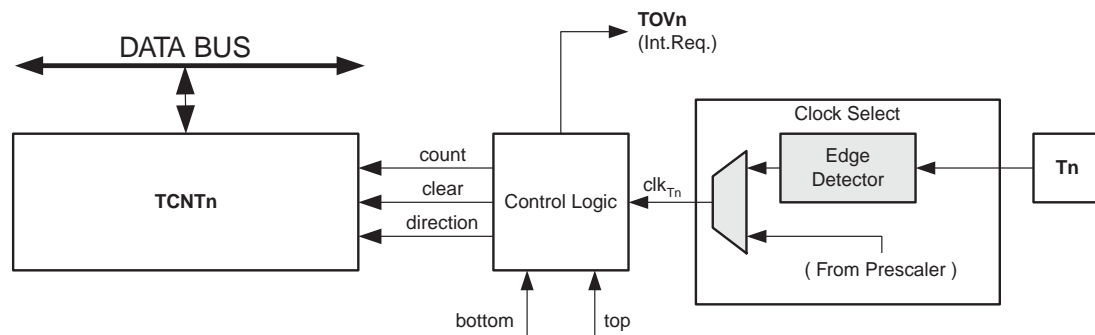 TOVn
(Int.Req.)
DATA BUS
Clock Select
count
Edge
Detector
Tn
TCNTn
clear
Control Logic
clkTn
direction
( From Prescaler )
bottom
top